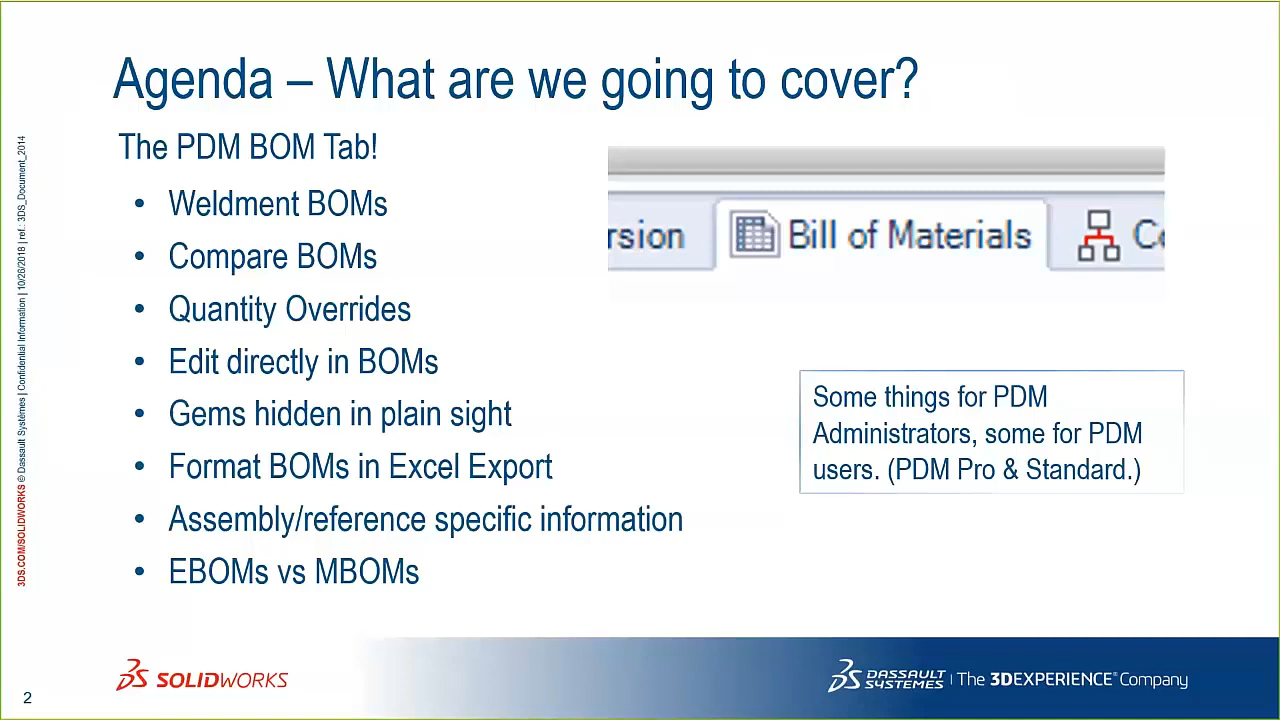 Agenda – What are we going to cover?
The PDM BOM Tab!
• Weldment BOMs
• Compare BOMs
• Quantity Overrides
• Edit directly in BOMs
• Gems hidden in plain sight
• Format BOMs in Excel Export
• Assembly/reference specific information
• EBOMs vs MBOMs
rsion Bill of Materials Co
Some things for PDM
Administrators, some for PDM
users. (PDM Pro & Standard.)
3DS.COM/SOLIDWORKS © Dassault Systèmes | Confidential Information | 10/26/2018 | ref.: 3DS_Document_2014
2
SOLIDWORKS
DASSAULT
SYSTEMES | The 3DEXPERIENCE® Company